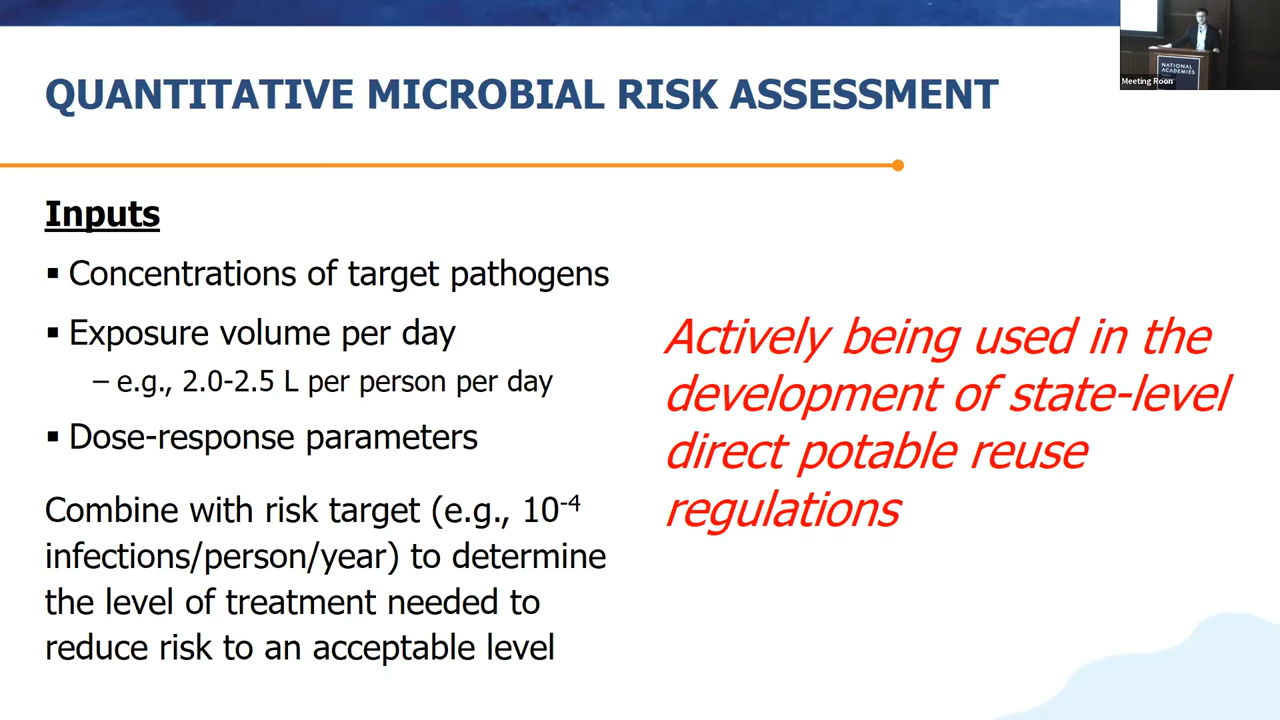 QUANTITATIVE MICROBIAL RISK ASSESSMENT
Inputs
▪ Concentrations of target pathogens
▪ Exposure volume per day
– e.g., 2.0-2.5 L per person per day
▪ Dose-response parameters
Combine with risk target (e.g., 10⁻⁴
infections/person/year) to determine
the level of treatment needed to
reduce risk to an acceptable level
Actively being used in the
development of state-level
direct potable reuse
regulations
NATIONAL
ACADEMIES
Meeting Room